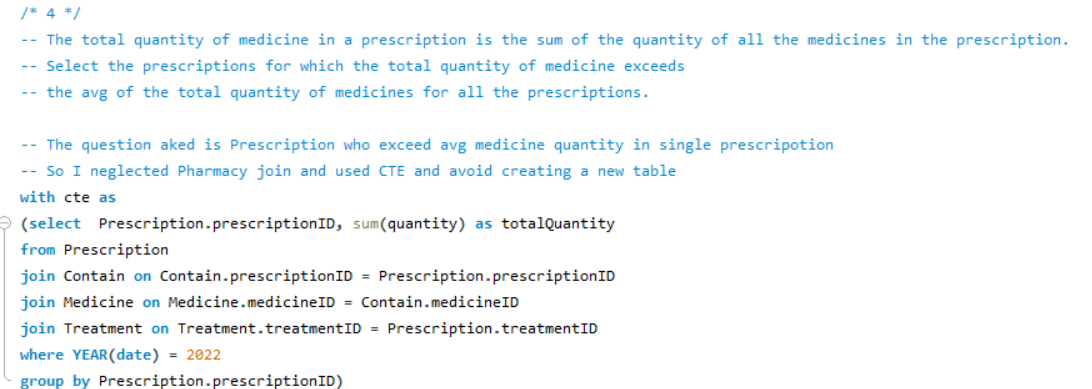 /* 4 */
-- The total quantity of medicine in a prescription is the sum of the quantity of all the medicines in the prescription.
-- Select the prescriptions for which the total quantity of medicine exceeds
-- the avg of the total quantity of medicines for all the prescriptions.
-- The question aked is Prescription who exceed avg medicine quantity in single prescripotion
-- So I neglected Pharmacy join and used CTE and avoid creating a new table
with cte as
(select  Prescription.prescriptionID, sum(quantity) as totalQuantity
from Prescription
join Contain on Contain.prescriptionID = Prescription.prescriptionID
join Medicine on Medicine.medicineID = Contain.medicineID
join Treatment on Treatment.treatmentID = Prescription.treatmentID
where YEAR(date) = 2022
group by Prescription.prescriptionID)